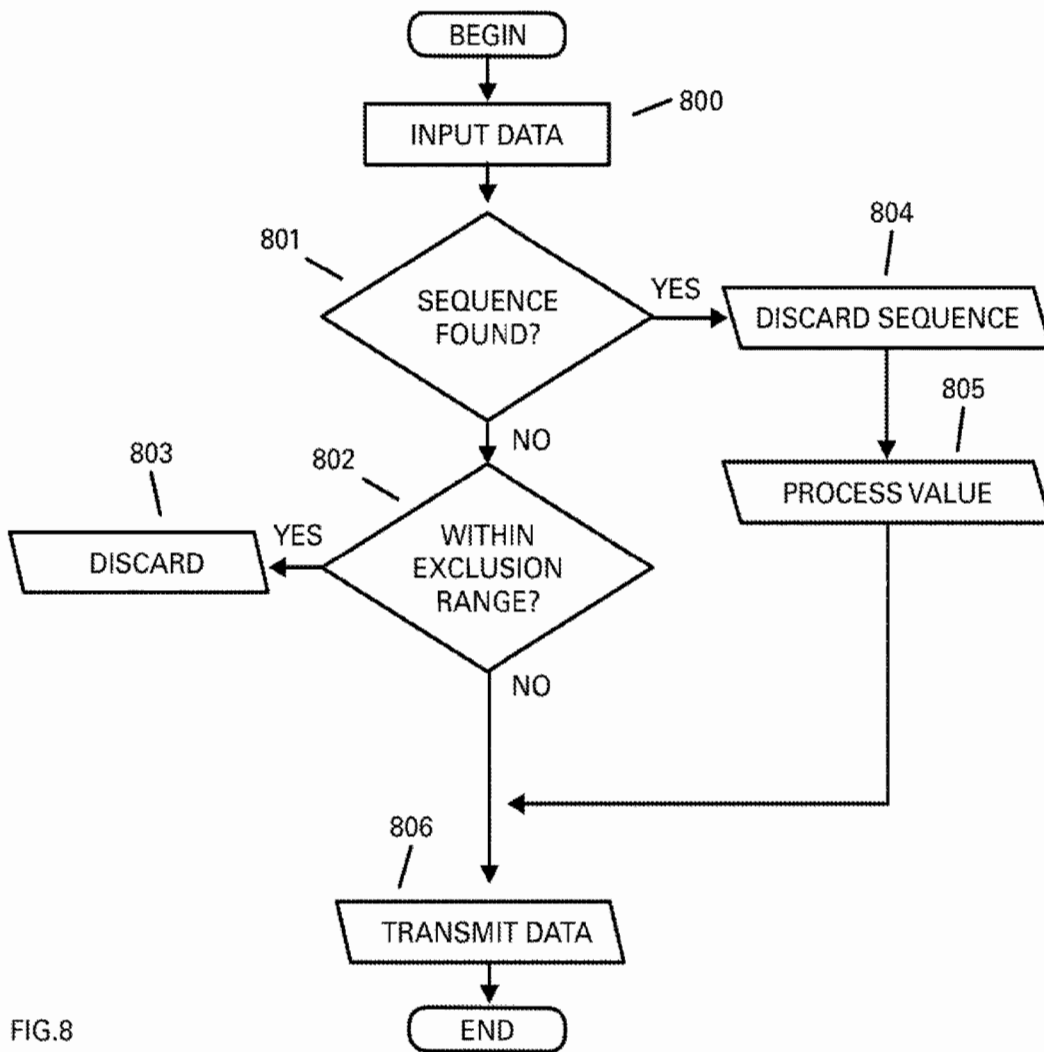 BEGIN
800
INPUT DATA
801
SEQUENCE
FOUND?
YES
804
DISCARD SEQUENCE
805
PROCESS VALUE
NO
802
WITHIN
EXCLUSION
RANGE?
YES
803
DISCARD
NO
806
TRANSMIT DATA
END
FIG.8